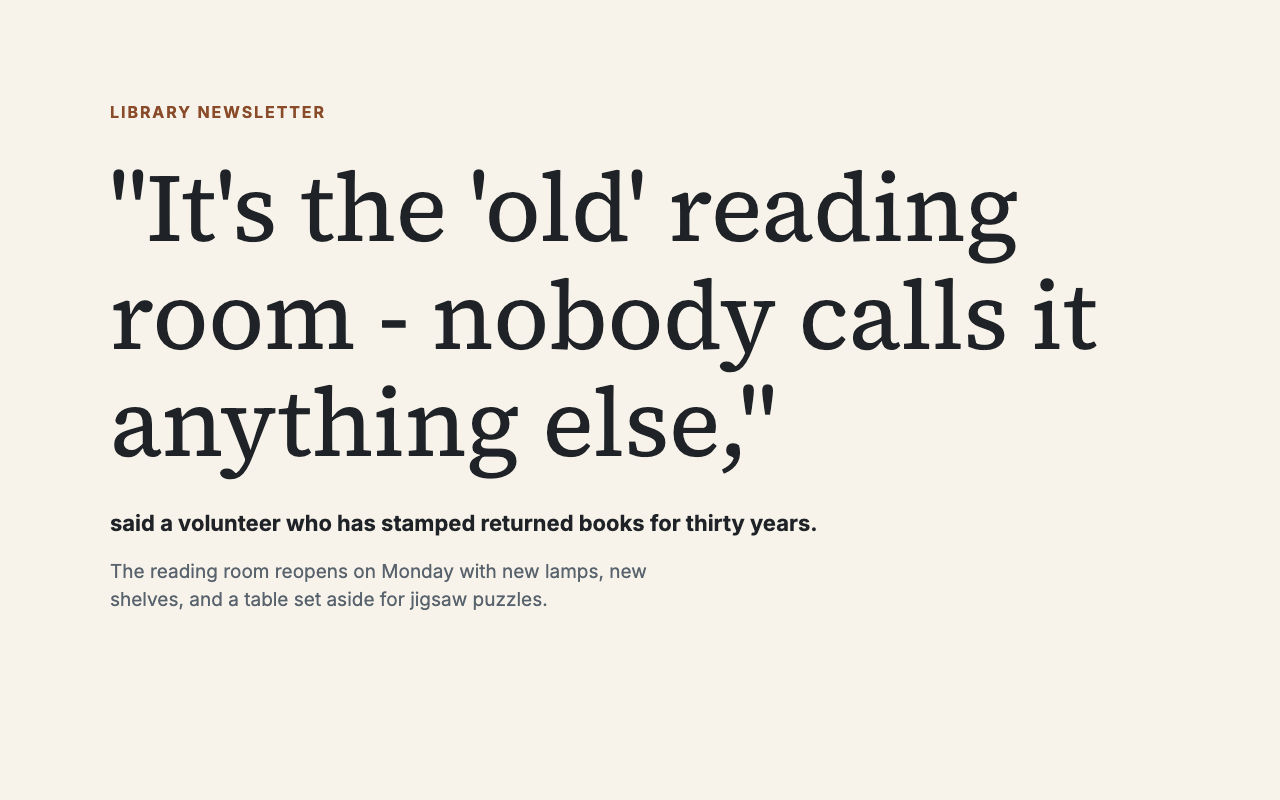 LIBRARY NEWSLETTER
"It's the 'old' reading
room - nobody calls it
anything else,"
said a volunteer who has stamped returned books for thirty years.
The reading room reopens on Monday with new lamps, new
shelves, and a table set aside for jigsaw puzzles.